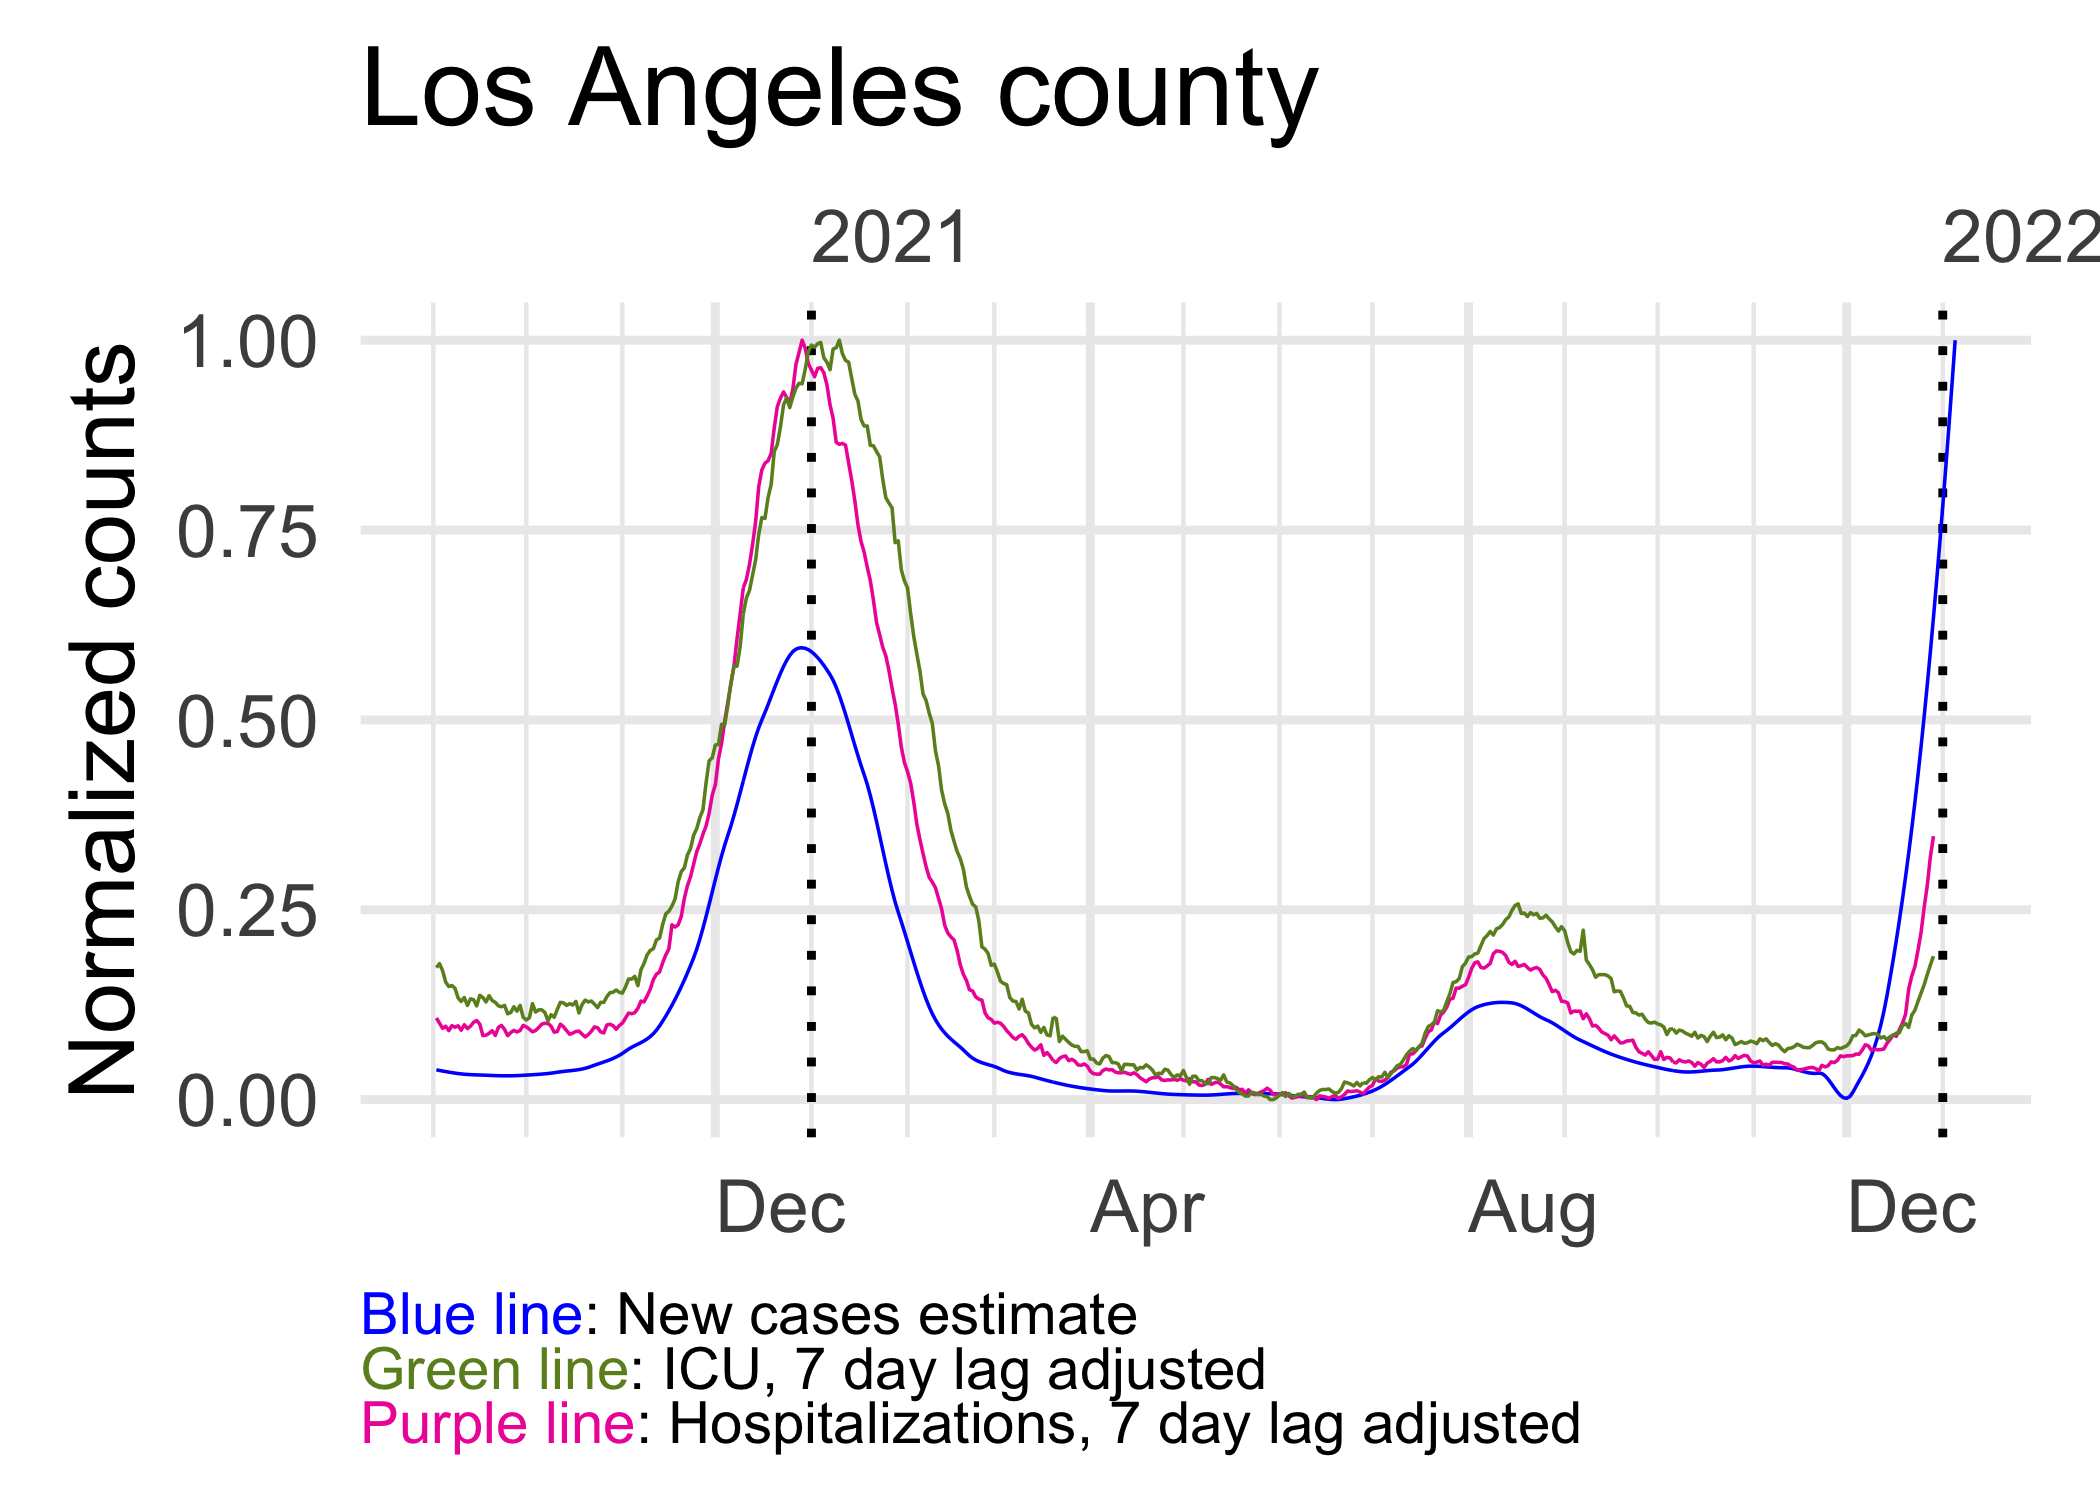 Los Angeles county
2021 2022
Normalized counts
1.00
0.75
0.50
0.25
0.00
Dec Apr Aug Dec
Blue line: New cases estimate
Green line: ICU, 7 day lag adjusted
Purple line: Hospitalizations, 7 day lag adjusted